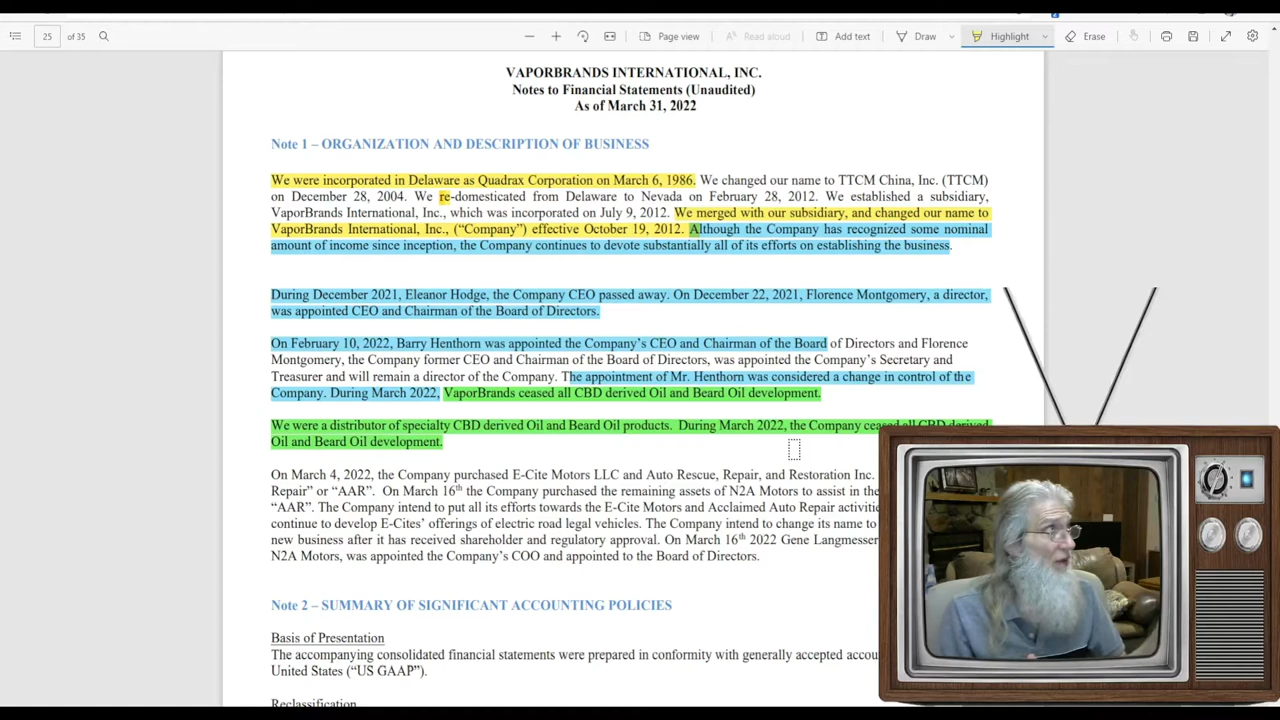 25 of 35 Page view Read aloud Add text Draw Highlight Erase
VAPORBRANDS INTERNATIONAL, INC.
Notes to Financial Statements (Unaudited)
As of March 31, 2022
Note 1 – ORGANIZATION AND DESCRIPTION OF BUSINESS
We were incorporated in Delaware as Quadrax Corporation on March 6, 1986. We changed our name to TTCM China, Inc. (TTCM)
on December 28, 2004. We re-domesticated from Delaware to Nevada on February 28, 2012. We established a subsidiary,
VaporBrands International, Inc., which was incorporated on July 9, 2012. We merged with our subsidiary, and changed our name to
VaporBrands International, Inc., (“Company”) effective October 19, 2012. Although the Company has recognized some nominal
amount of income since inception, the Company continues to devote substantially all of its efforts on establishing the business.
During December 2021, Eleanor Hodge, the Company CEO passed away. On December 22, 2021, Florence Montgomery, a director,
was appointed CEO and Chairman of the Board of Directors.
On February 10, 2022, Barry Henthorn was appointed the Company’s CEO and Chairman of the Board of Directors and Florence
Montgomery, the Company former CEO and Chairman of the Board of Directors, was appointed the Company’s Secretary and
Treasurer and will remain a director of the Company. The appointment of Mr. Henthorn was considered a change in control of the
Company. During March 2022, VaporBrands ceased all CBD derived Oil and Beard Oil development.
We were a distributor of specialty CBD derived Oil and Beard Oil products. During March 2022, the Company ceased all CBD derived
Oil and Beard Oil development.
On March 4, 2022, the Company purchased E-Cite Motors LLC and Auto Rescue, Repair, and Restoration Inc.
Repair” or “AAR”. On March 16th the Company purchased the remaining assets of N2A Motors to assist in the
“AAR”. The Company intend to put all its efforts towards the E-Cite Motors and Acclaimed Auto Repair
continue to develop E-Cites’ offerings of electric road legal vehicles. The Company intend to change its name to
new business after it has received shareholder and regulatory approval. On March 16th 2022 Gene Langmesser
N2A Motors, was appointed the Company’s COO and appointed to the Board of Directors.
Note 2 – SUMMARY OF SIGNIFICANT ACCOUNTING POLICIES
Basis of Presentation
The accompanying consolidated financial statements were prepared in conformity with generally accepted
United States (“US GAAP”).
Reclassification